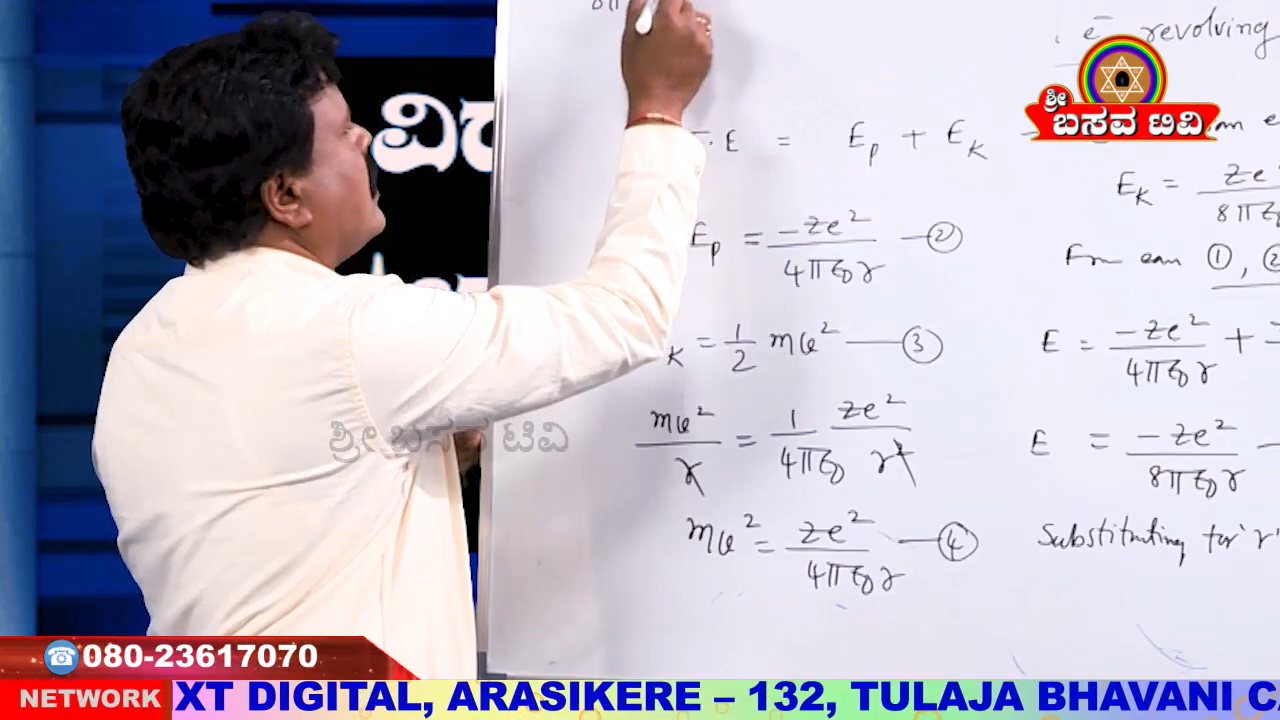 8π
e⁻ revolving
ಶ್ರೀ
ಬಸವ ಟಿವಿ
ವಿ
.E = E_p + E_K
E_K = ze²/8πε₀r
E_p = -ze²/4πε₀r —②
From eqn ①, ②
K = 1/2 mv² —③
E = -ze²/4πε₀r +
mv²/r = 1/4πε₀ ze²/r²
E = -ze²/8πε₀r —
mv² = ze²/4πε₀r —④
Substituting for 'r'
ಶ್ರೀ ಬಸವ ಟಿವಿ
080-23617070
NETWORK XT DIGITAL, ARASIKERE – 132, TULAJA BHAVANI C